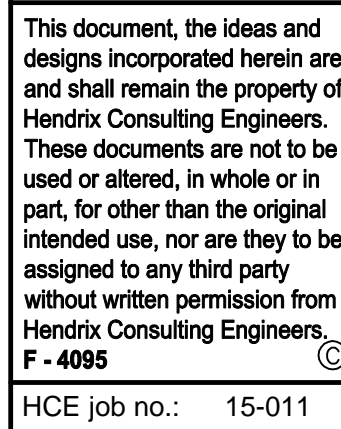 This document, the ideas and
designs incorporated herein are
and shall remain the property of
Hendrix Consulting Engineers.
These documents are not to be
used or altered, in whole or in
part, for other than the original
intended use, nor are they to be
assigned to any third party
without written permission from
Hendrix Consulting Engineers.
F - 4095 ©
HCE job no.: 15-011